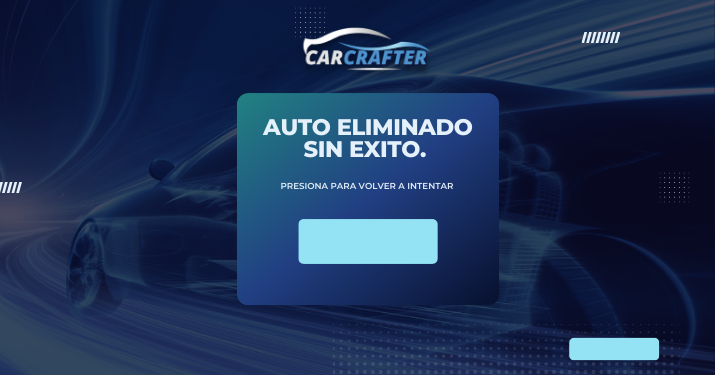 CARCRAFTER
AUTO ELIMINADO
SIN EXITO.
PRESIONA PARA VOLVER A INTENTAR